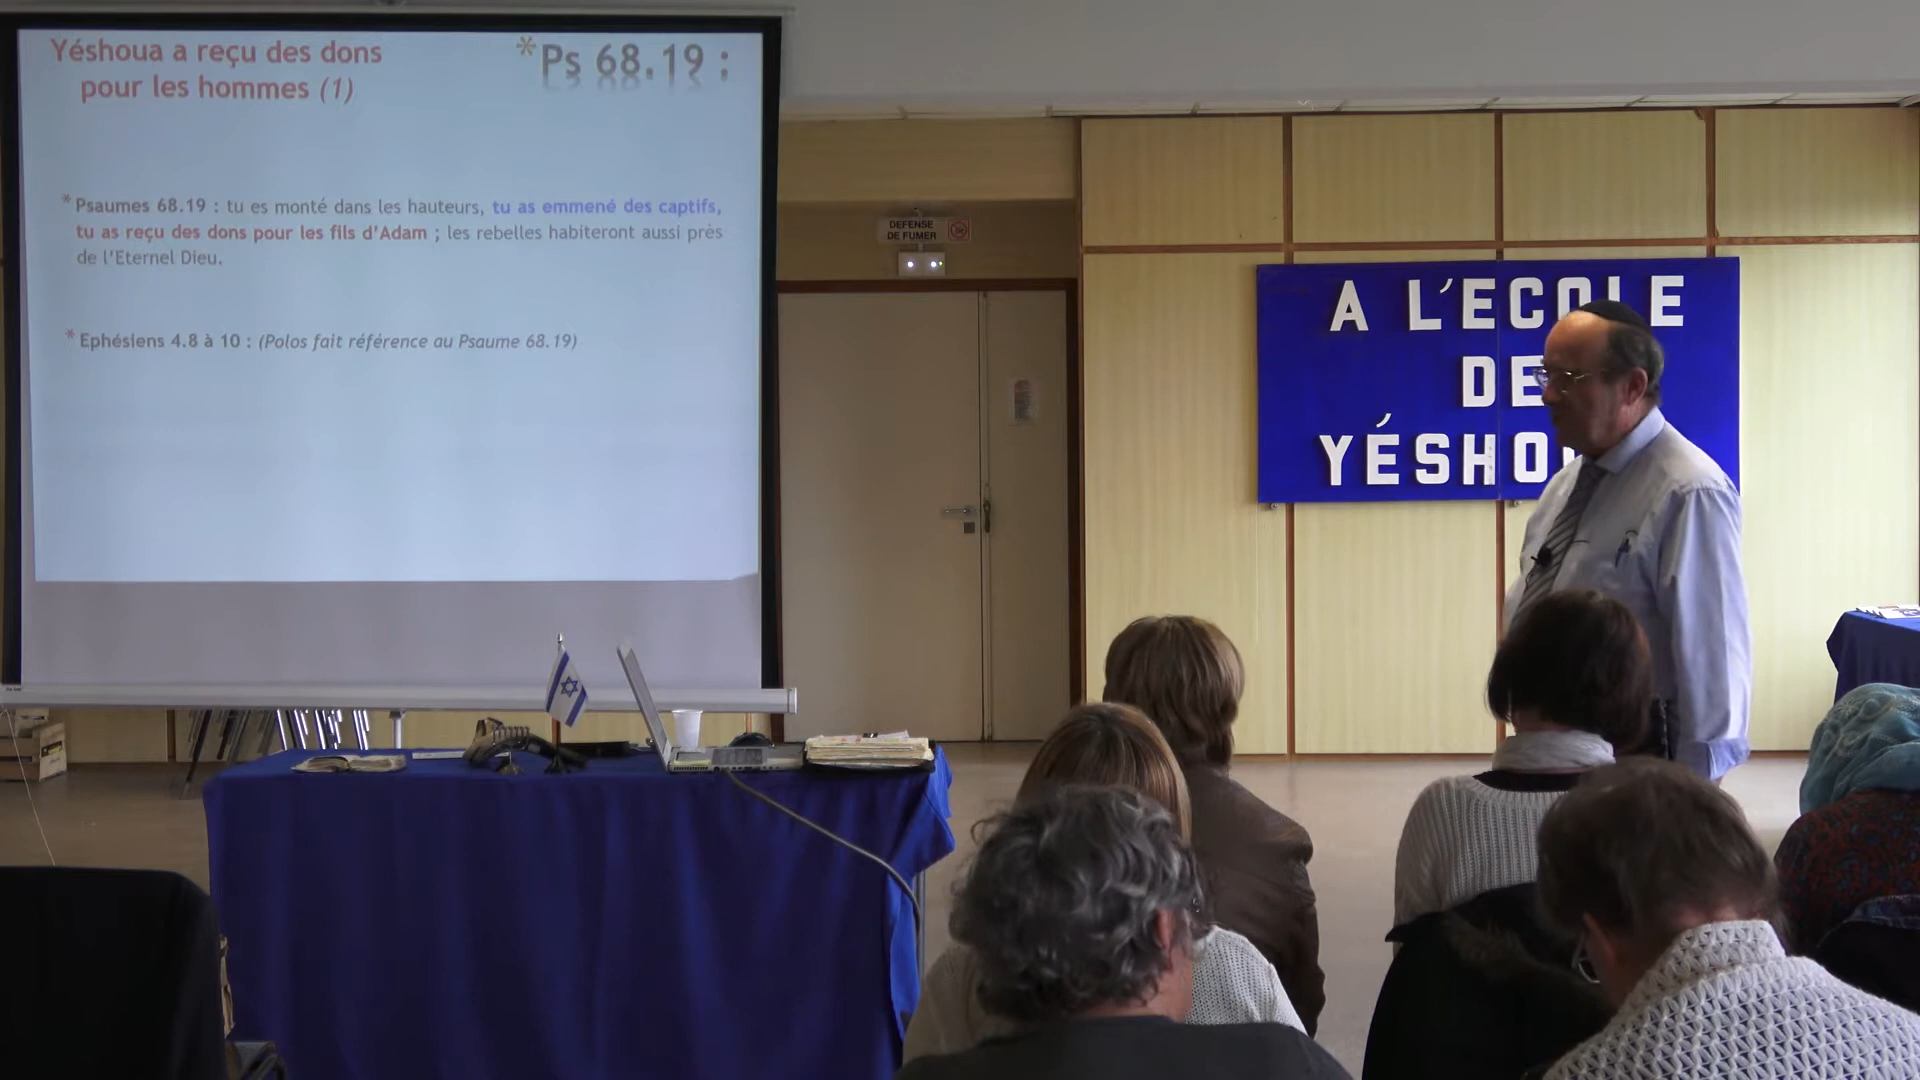 Yéshoua a reçu des dons
pour les hommes (1)
*Ps 68.19 :
*Psaumes 68.19 : tu es monté dans les hauteurs, tu as emmené des captifs,
tu as reçu des dons pour les fils d'Adam ; les rebelles habiteront aussi près
de l'Eternel Dieu.
*Ephésiens 4.8 à 10 : (Polos fait référence au Psaume 68.19)
DEFENSE
DE FUMER
A L'ECOLE
DE
YÉSHO